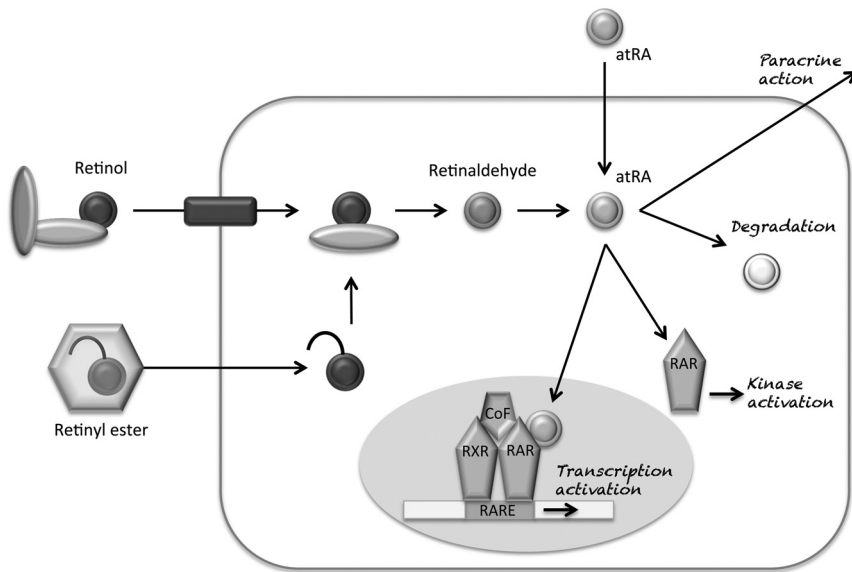 atRA
Paracrine
action
Retinol
Retinaldehyde
atRA
Degradation
Retinyl ester
RAR
Kinase
activation
CoF
RXR
RAR
Transcription
activation
RARE